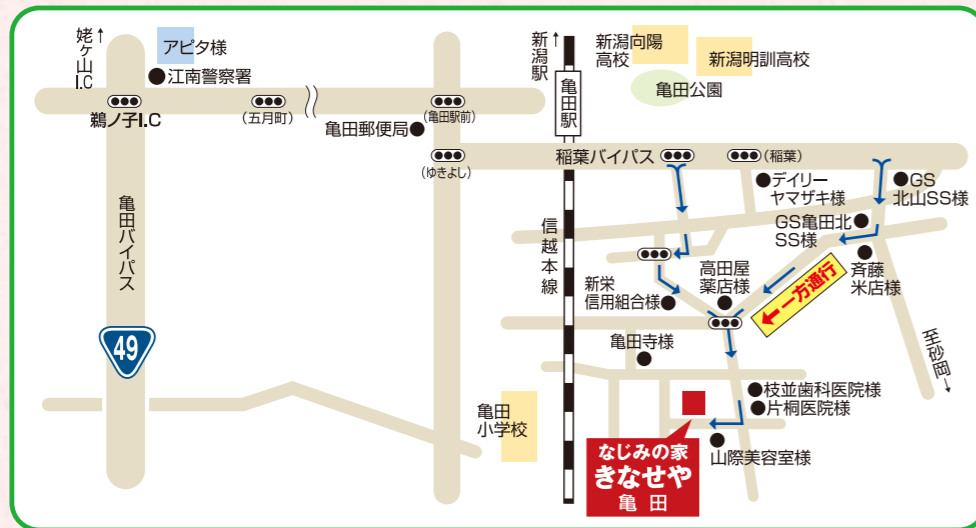 姥ヶ山I.C→
アピタ様
江南警察署
鵜ノ子I.C
(五月町)
亀田郵便局
(亀田駅前)
(ゆきよし)
亀田バイパス
49
新潟駅→
亀田駅
新潟向陽
高校
新潟明訓高校
亀田公園
稲葉バイパス
(稲葉)
デイリー
ヤマザキ様
GS
北山SS様
GS亀田北
SS様
斉藤
米店様
信越本線
新栄
信用組合様
高田屋
薬店様
←一方通行
至砂岡→
亀田寺様
枝並歯科医院様
片桐医院様
山際美容室様
亀田
小学校
なじみの家
きなせや
亀田